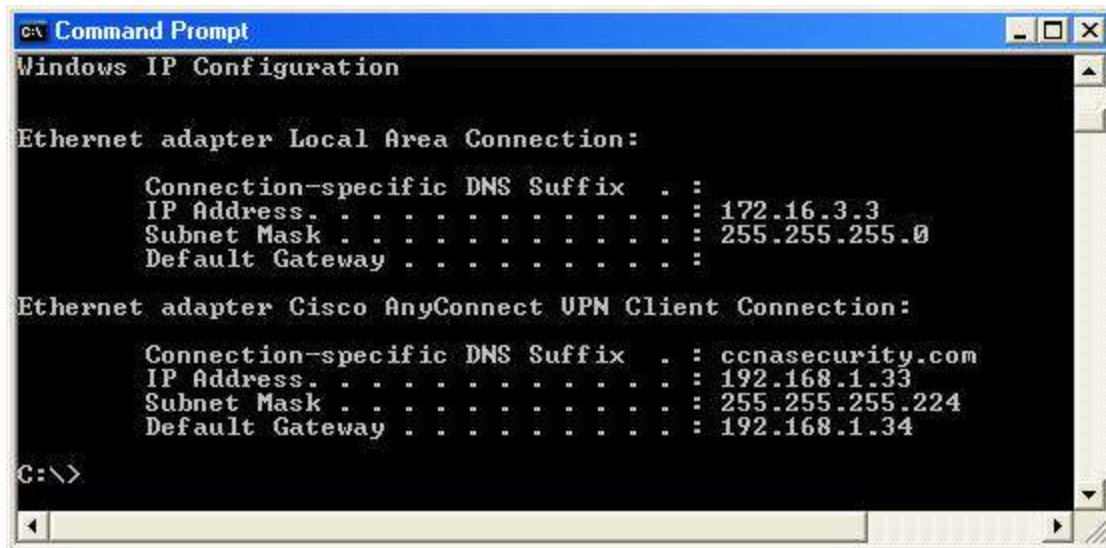 Command Prompt
Windows IP Configuration
Ethernet adapter Local Area Connection:
Connection-specific DNS Suffix . :
IP Address. . . . . . . . . . . . : 172.16.3.3
Subnet Mask . . . . . . . . . . . : 255.255.255.0
Default Gateway . . . . . . . . . :
Ethernet adapter Cisco AnyConnect VPN Client Connection:
Connection-specific DNS Suffix . : ccnasecurity.com
IP Address. . . . . . . . . . . . : 192.168.1.33
Subnet Mask . . . . . . . . . . . : 255.255.255.224
Default Gateway . . . . . . . . . : 192.168.1.34
C:\>